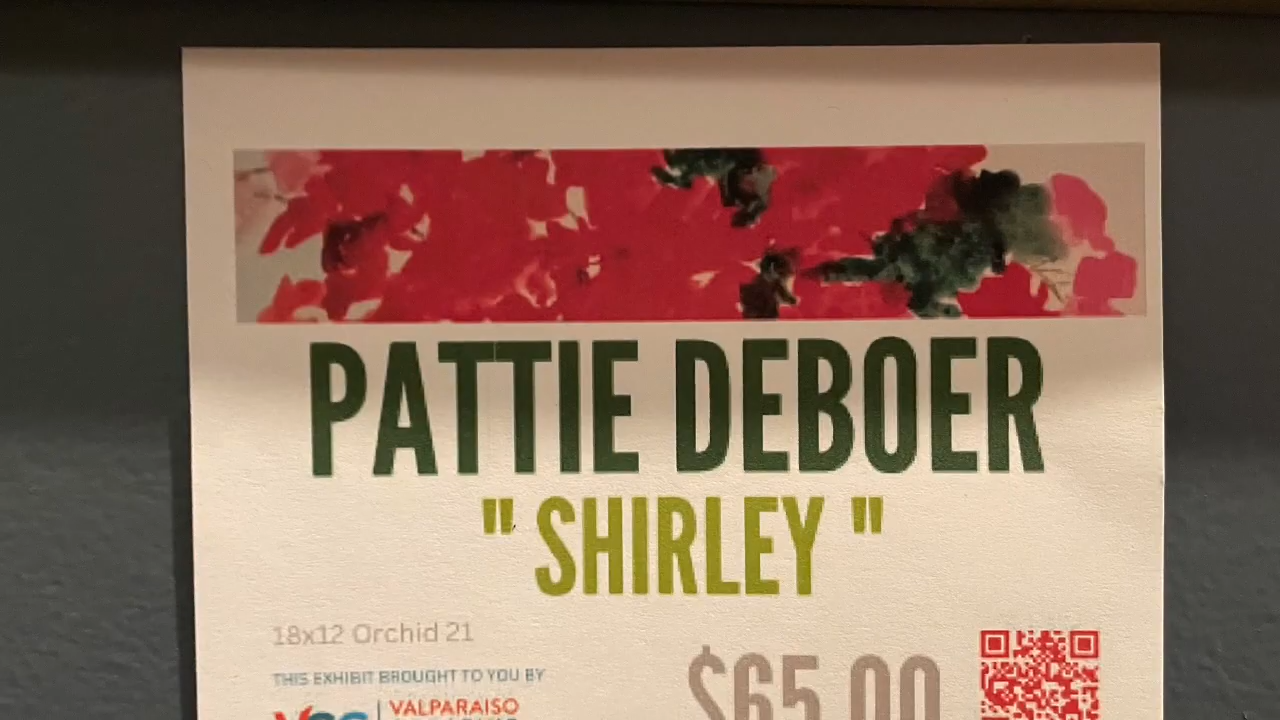 PATTIE DEBOER
" SHIRLEY "
18x12 Orchid 21
THIS EXHIBIT BROUGHT TO YOU BY
$65.00
VALPARAISO